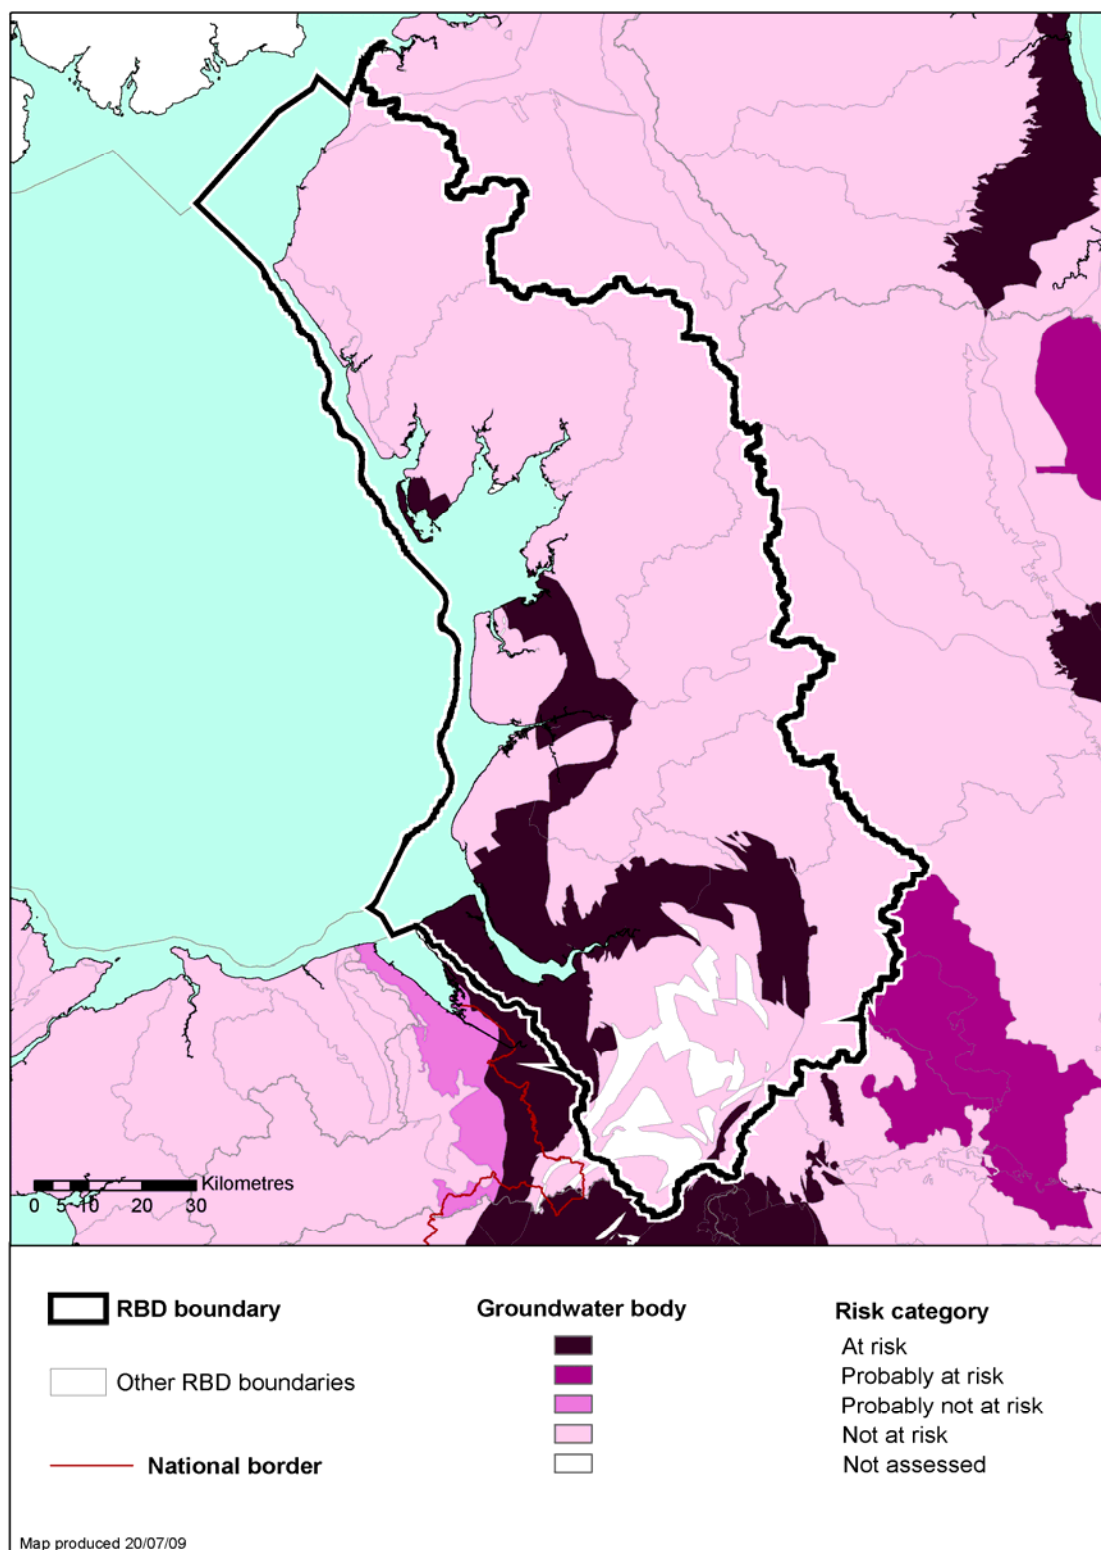 Kilometres
0 5 10 20 30
RBD boundary
Other RBD boundaries
National border
Groundwater body
Risk category
At risk
Probably at risk
Probably not at risk
Not at risk
Not assessed
Map produced 20/07/09